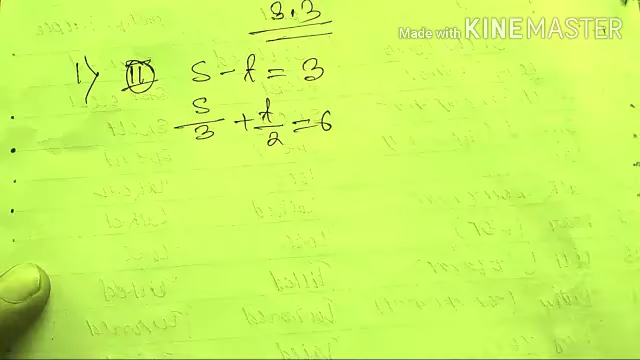 3.3
Made with KINEMASTER
1) (ii) s - t = 3
s/3 + t/2 = 6